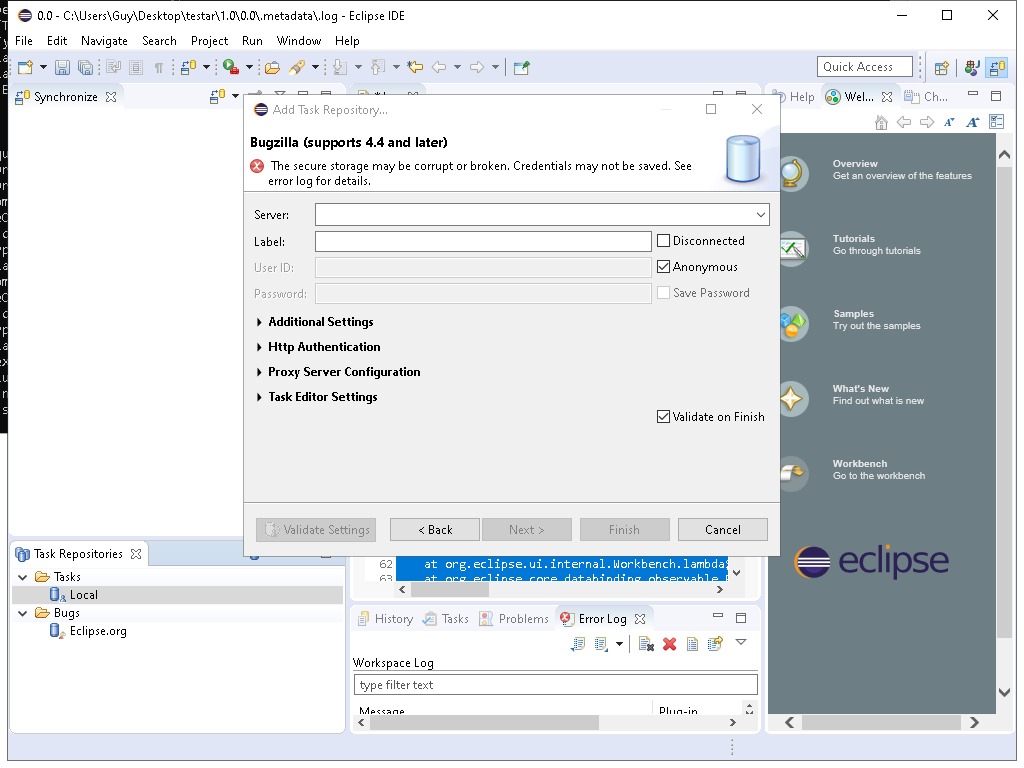 0.0 - C:\Users\Guy\Desktop\testar\1.0\0.0\.metadata\.log - Eclipse IDE
File Edit Navigate Search Project Run Window Help
Quick Access
Synchronize
Help
Wel...
Ch...
Add Task Repository...
Bugzilla (supports 4.4 and later)
The secure storage may be corrupt or broken. Credentials may not be saved. See
error log for details.
Server:
Label:
Disconnected
User ID:
Anonymous
Password:
Save Password
Additional Settings
Http Authentication
Proxy Server Configuration
Task Editor Settings
Validate on Finish
Validate Settings
< Back
Next >
Finish
Cancel
Overview
Get an overview of the features
Tutorials
Go through tutorials
Samples
Try out the samples
What's New
Find out what is new
Workbench
Go to the workbench
eclipse
Task Repositories
Tasks
Local
Bugs
Eclipse.org
62 at org.eclipse.ui.internal.Workbench.lambda
63 at org.eclipse.core.databinding.observable.
History Tasks Problems Error Log
Workspace Log
type filter text
Message Plug-in